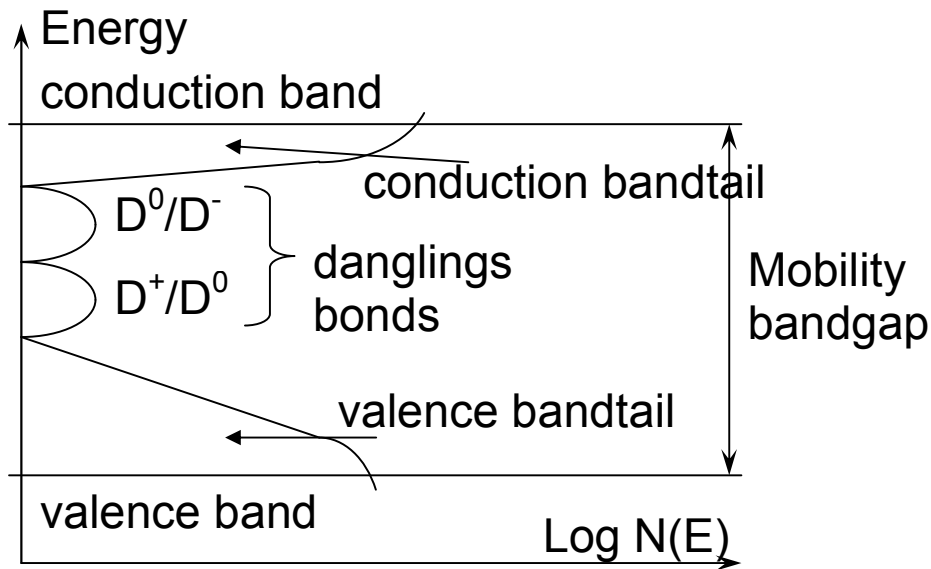 Energy
conduction band
conduction bandtail
D⁰/D⁻
danglings
bonds
D⁺/D⁰
Mobility
bandgap
valence bandtail
valence band
Log N(E)